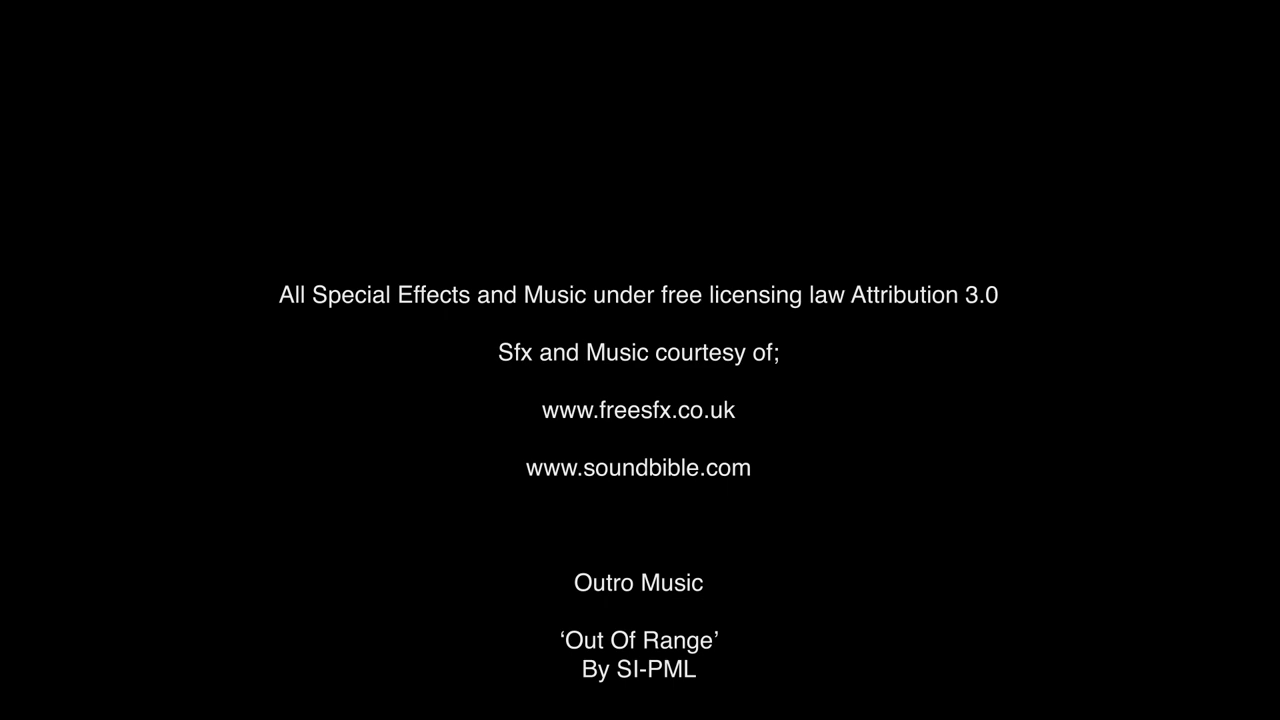 All Special Effects and Music under free licensing law Attribution 3.0
Sfx and Music courtesy of;
www.freesfx.co.uk
www.soundbible.com
Outro Music
‘Out Of Range’
By SI-PML